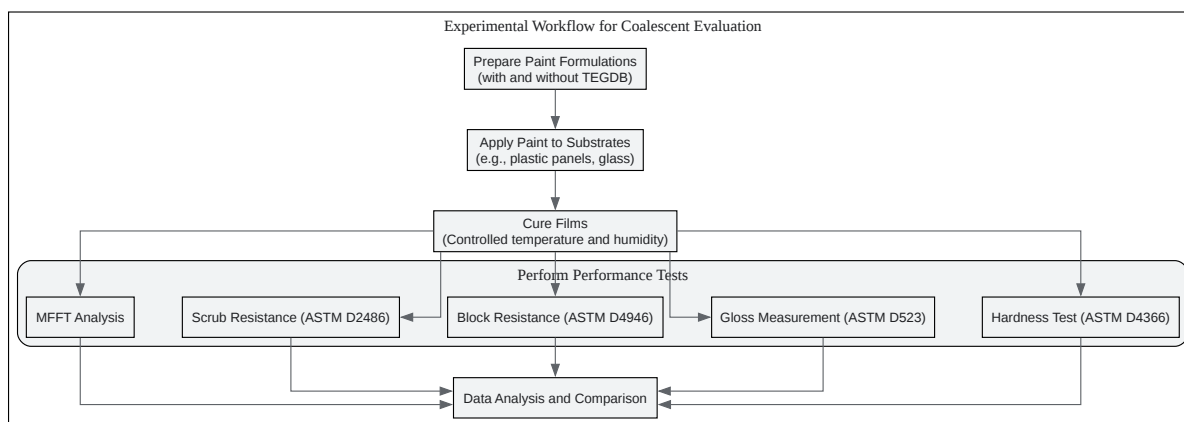 Experimental Workflow for Coalescent Evaluation
Prepare Paint Formulations
(with and without TEGDB)
Apply Paint to Substrates
(e.g., plastic panels, glass)
Cure Films
(Controlled temperature and humidity)
Perform Performance Tests
MFFT Analysis
Scrub Resistance (ASTM D2486)
Block Resistance (ASTM D4946)
Gloss Measurement (ASTM D523)
Hardness Test (ASTM D4366)
Data Analysis and Comparison